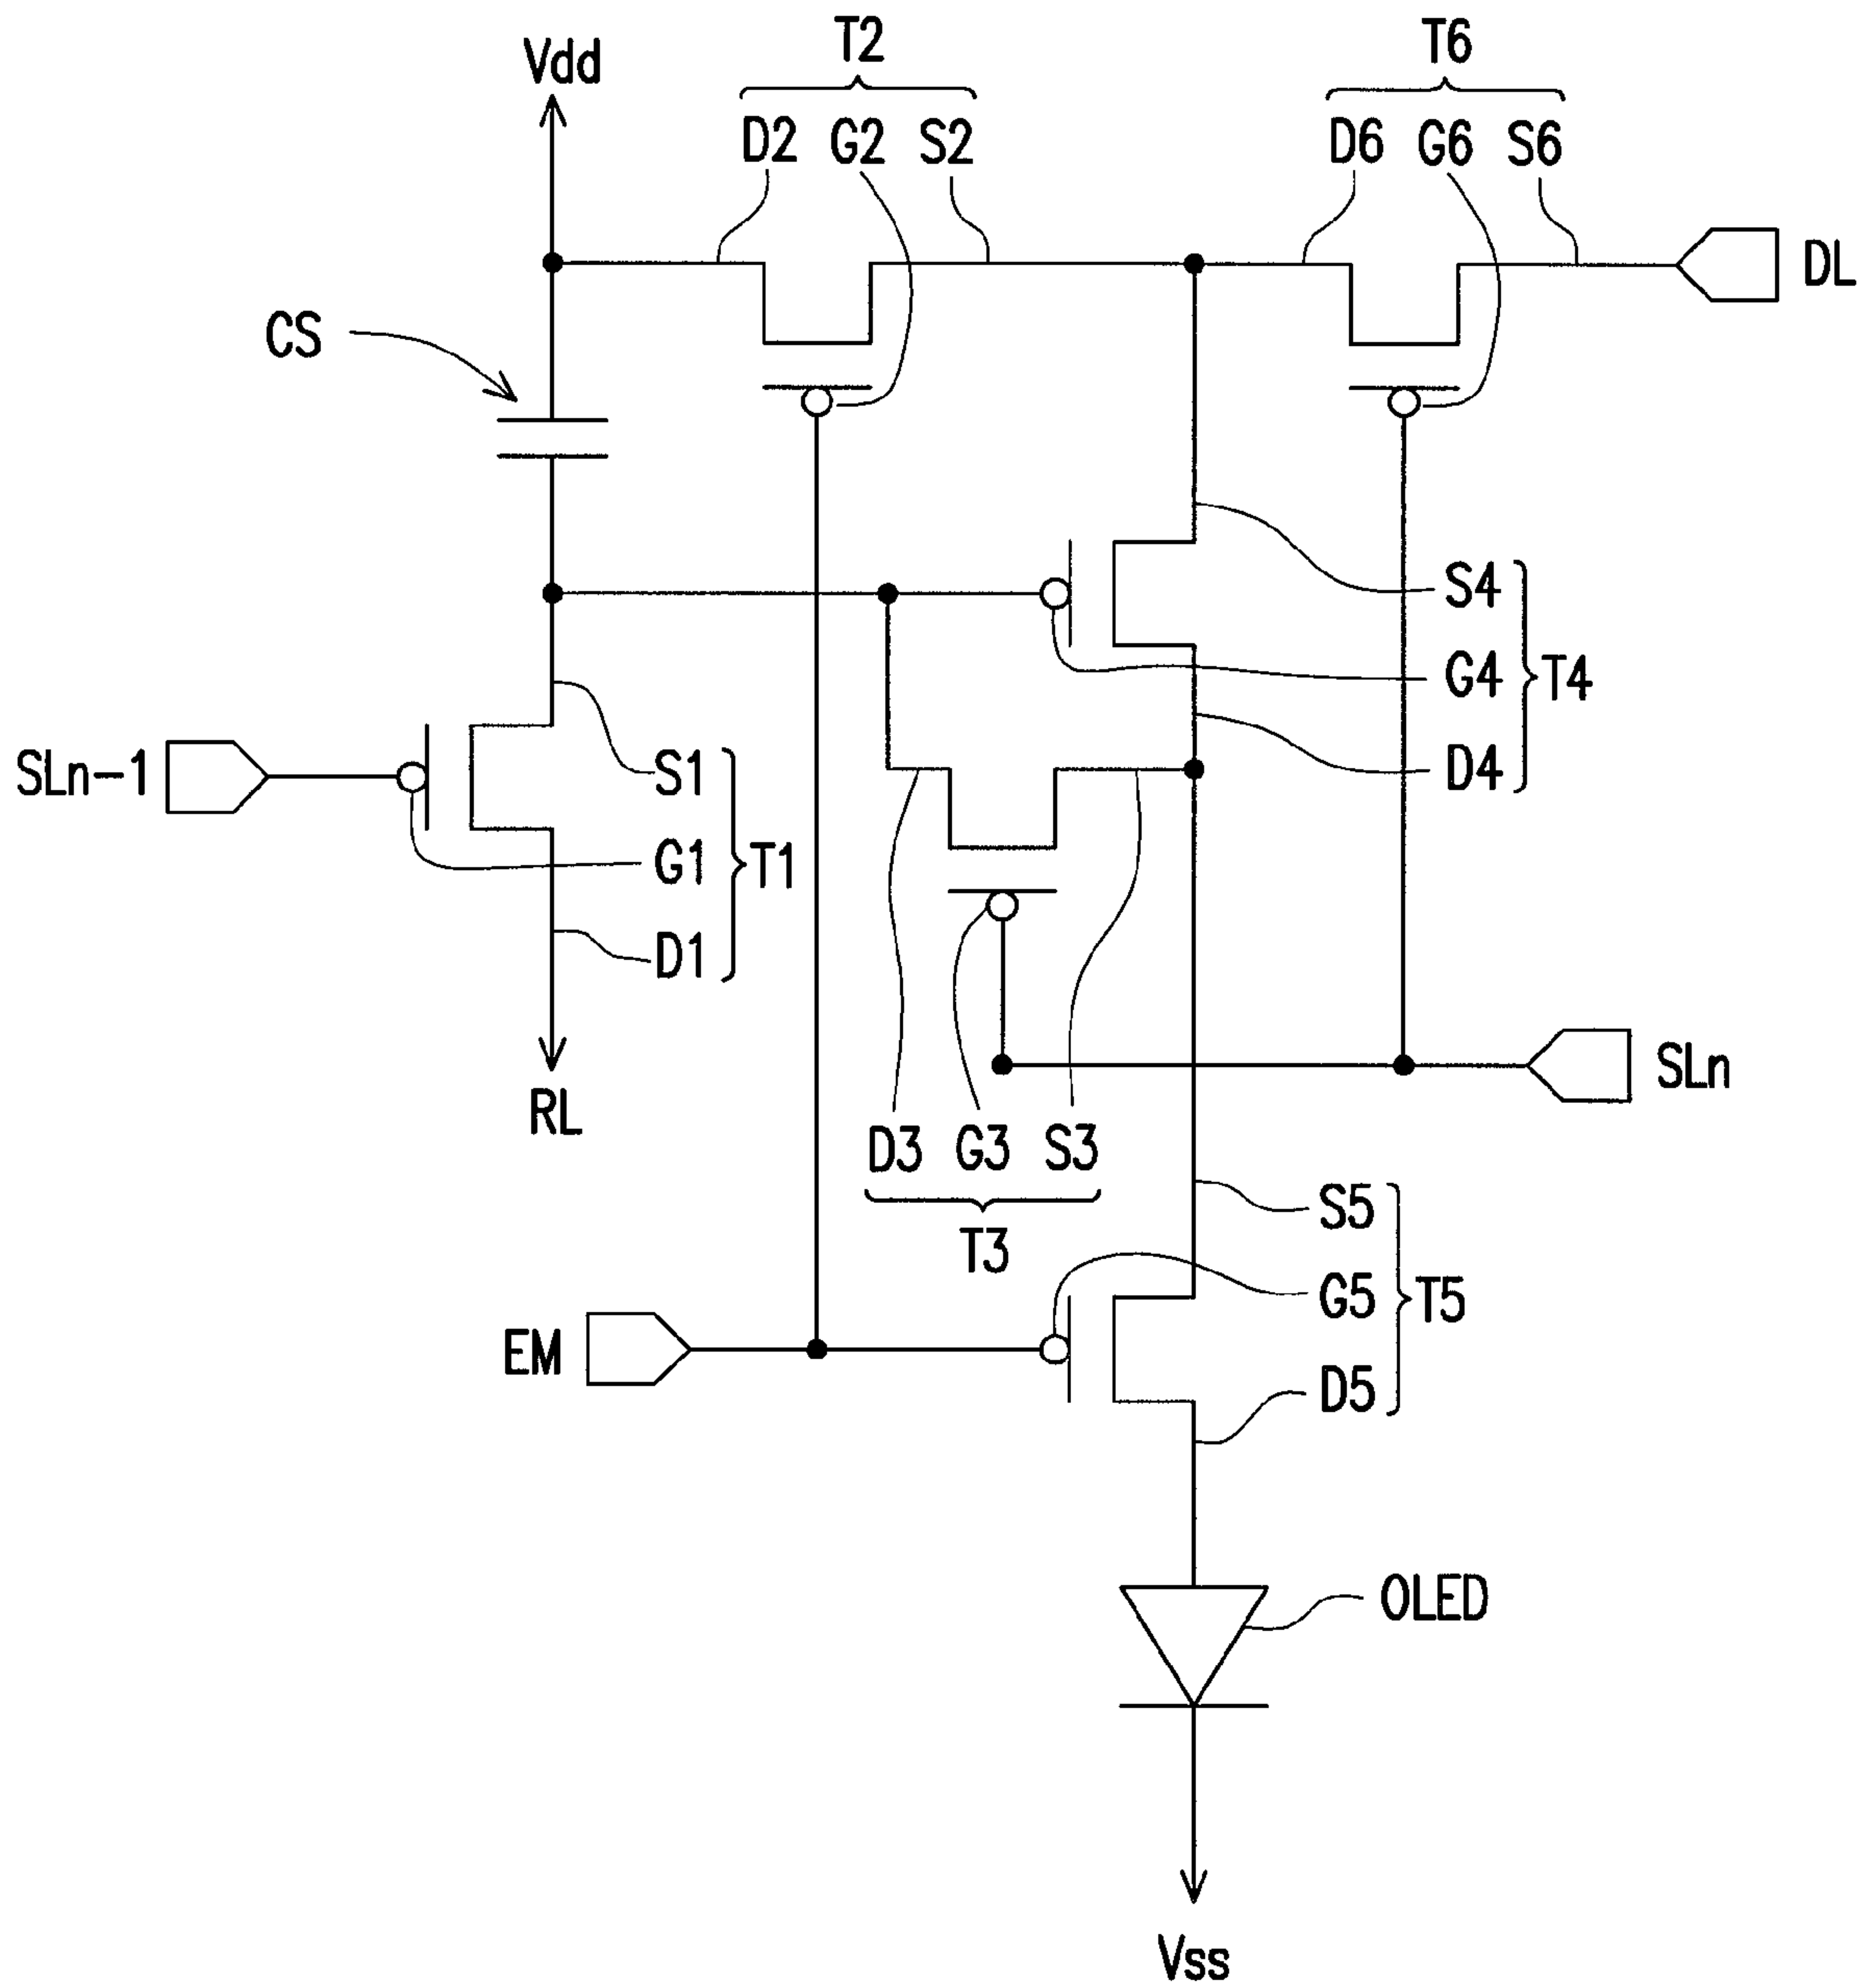 T2
T6
Vdd
D2 G2 S2
D6 G6 S6
DL
CS
S4
G4
T4
D4
SLn-1
S1
G1
T1
D1
SLn
RL
D3 G3 S3
T3
S5
G5
T5
D5
EM
OLED
Vss